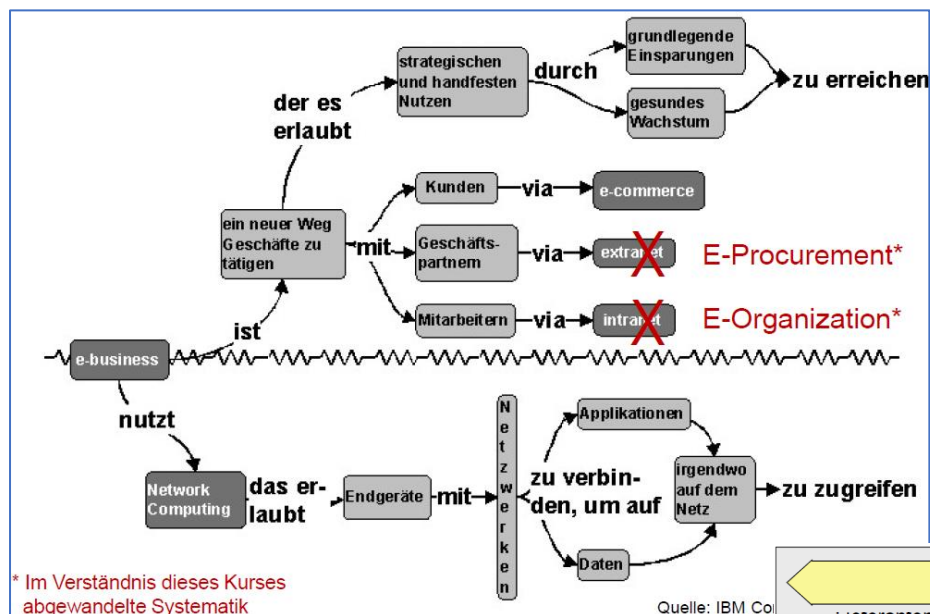 grundlegende
Einsparungen
strategischen
und handfesten
Nutzen
durch
zu erreichen
der es
erlaubt
gesundes
Wachstum
Kunden
via
e-commerce
ein neuer Weg
Geschäfte zu
tätigen
mit
Geschäfts-
partnern
via
extranet
E-Procurement*
Mitarbeitern
via
intranet
E-Organization*
ist
e-business
nutzt
Network
Computing
das er-
laubt
Endgeräte
mit
Netzwerken
Applikationen
zu verbin-
den, um auf
irgendwo
auf dem
Netz
zu zugreifen
Daten
* Im Verständnis dieses Kurses
abgewandelte Systematik
Quelle: IBM